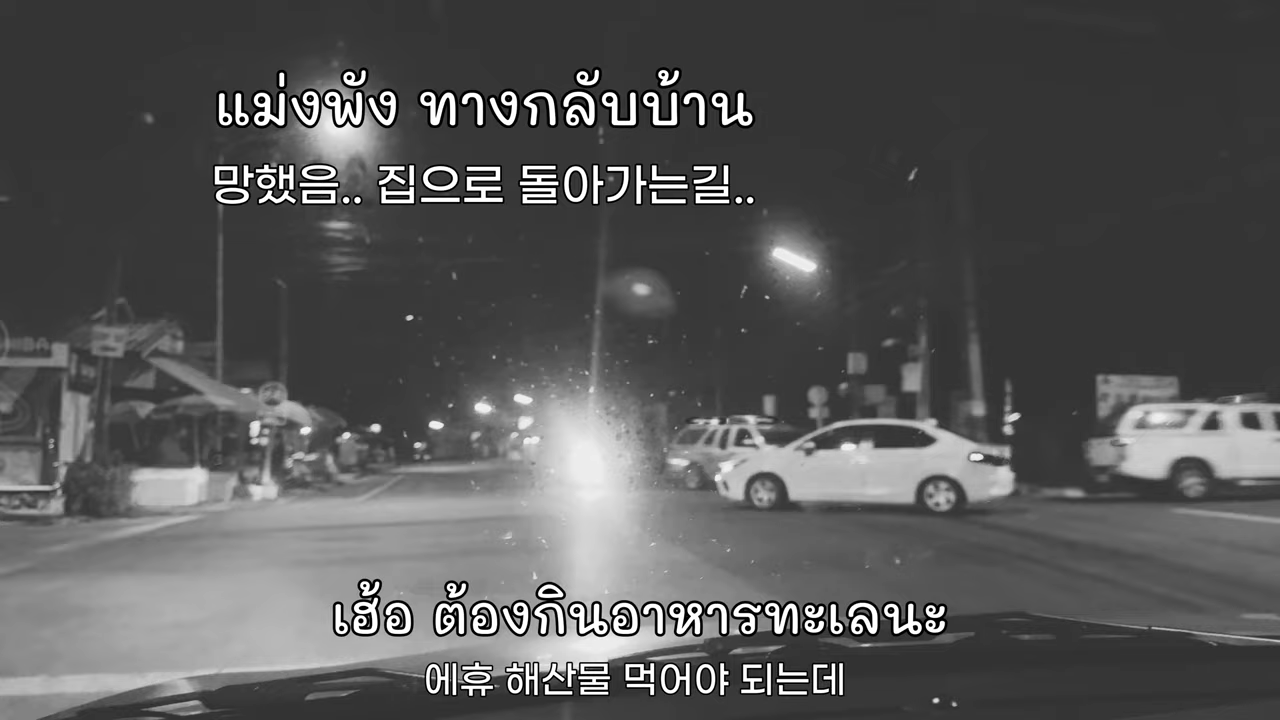 แม่งพัง ทางกลับบ้าน
망했음.. 집으로 돌아가는길..
เฮ้อ ต้องกินอาหารทะเลนะ
에휴 해산물 먹어야 되는데